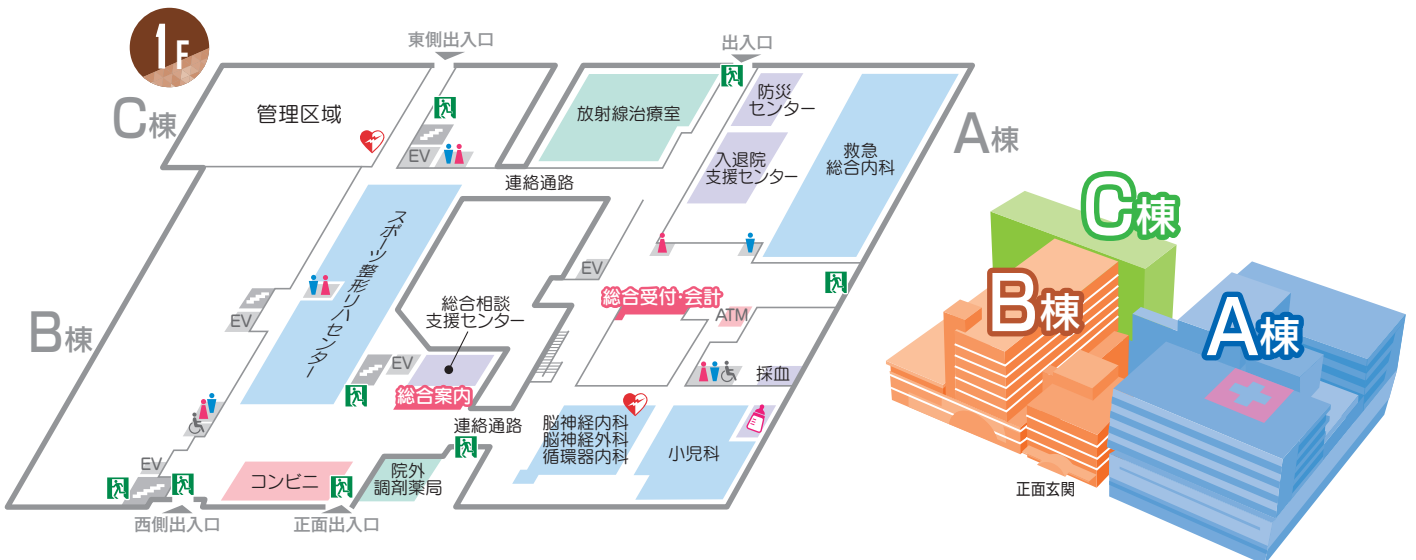 1F
東側出入口
出入口
C棟
管理区域
EV
放射線治療室
防災
センター
入退院
支援センター
救急
総合内科
A棟
連絡通路
スポーツ整形リハセンター
EV
総合受付・会計
ATM
B棟
EV
総合相談
支援センター
EV
総合案内
採血
連絡通路
脳神経内科
脳神経外科
循環器内科
小児科
EV
コンビニ
院外
調剤薬局
西側出入口
正面出入口
C棟
B棟
A棟
正面玄関